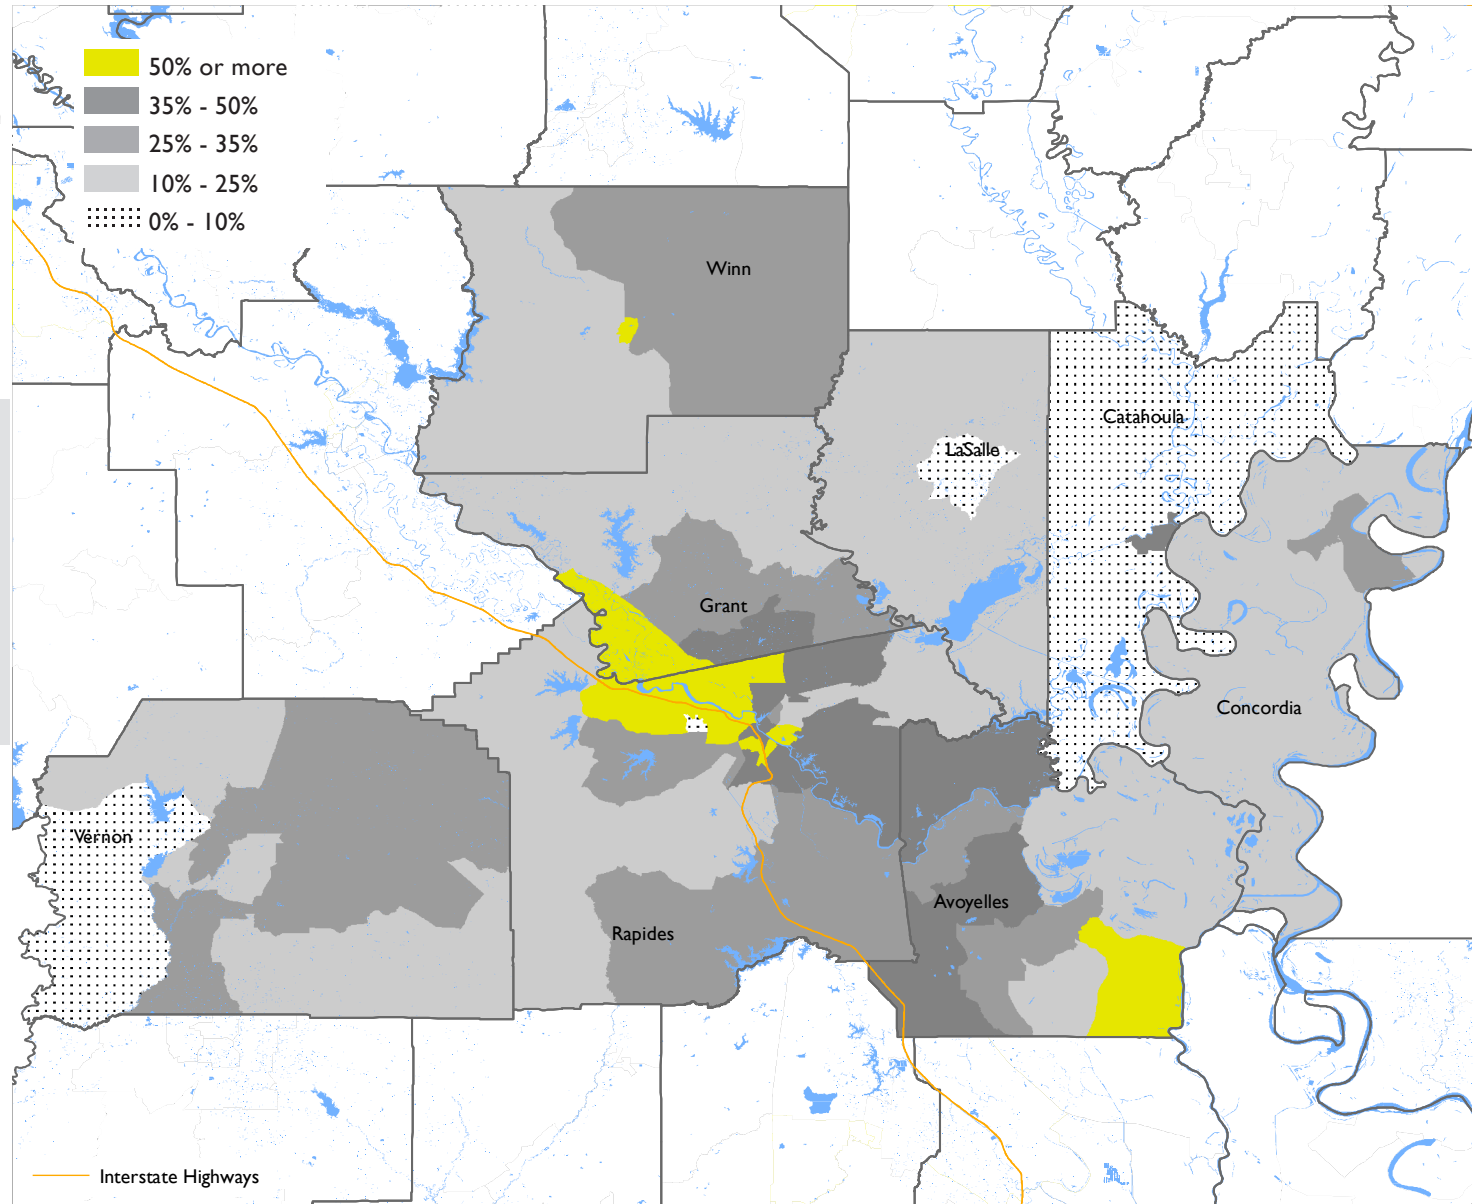 50% or more
35% - 50%
25% - 35%
10% - 25%
0% - 10%
Winn
Catahoula
LaSalle
Grant
Concordia
Vernon
Avoyelles
Rapides
Interstate Highways